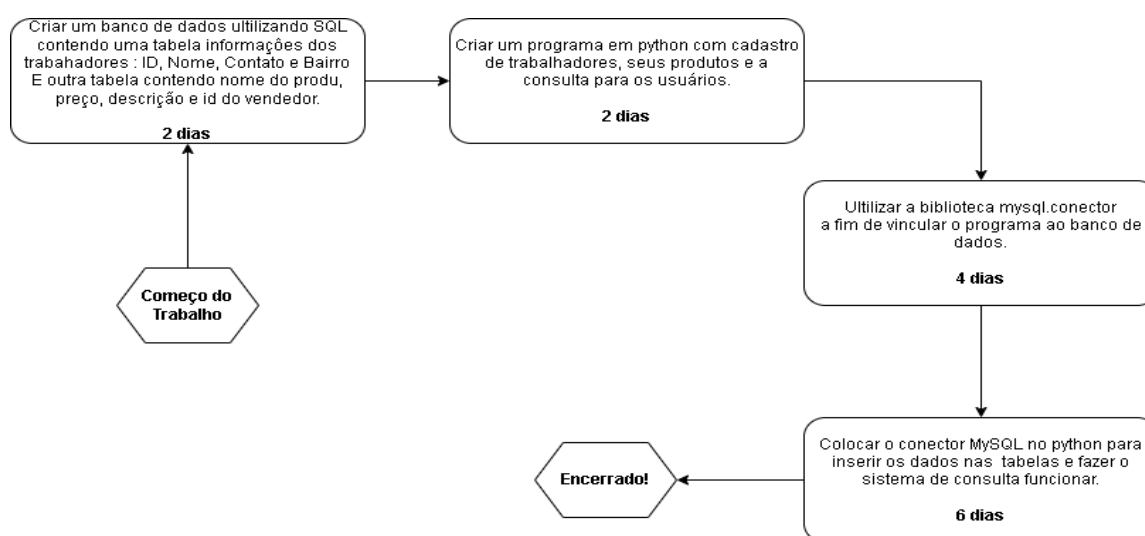 Criar um banco de dados ultilizando SQL
contendo uma tabela informações dos
trabahadores : ID, Nome, Contato e Bairro
E outra tabela contendo nome do produ,
preço, descrição e id do vendedor.
2 dias
Criar um programa em python com cadastro
de trabalhadores, seus produtos e a
consulta para os usuários.
2 dias
Ultilizar a biblioteca mysql.conector
a fim de vincular o programa ao banco de
dados.
4 dias
Começo do
Trabalho
Colocar o conector MySQL no python para
inserir os dados nas tabelas e fazer o
sistema de consulta funcionar.
6 dias
Encerrado!